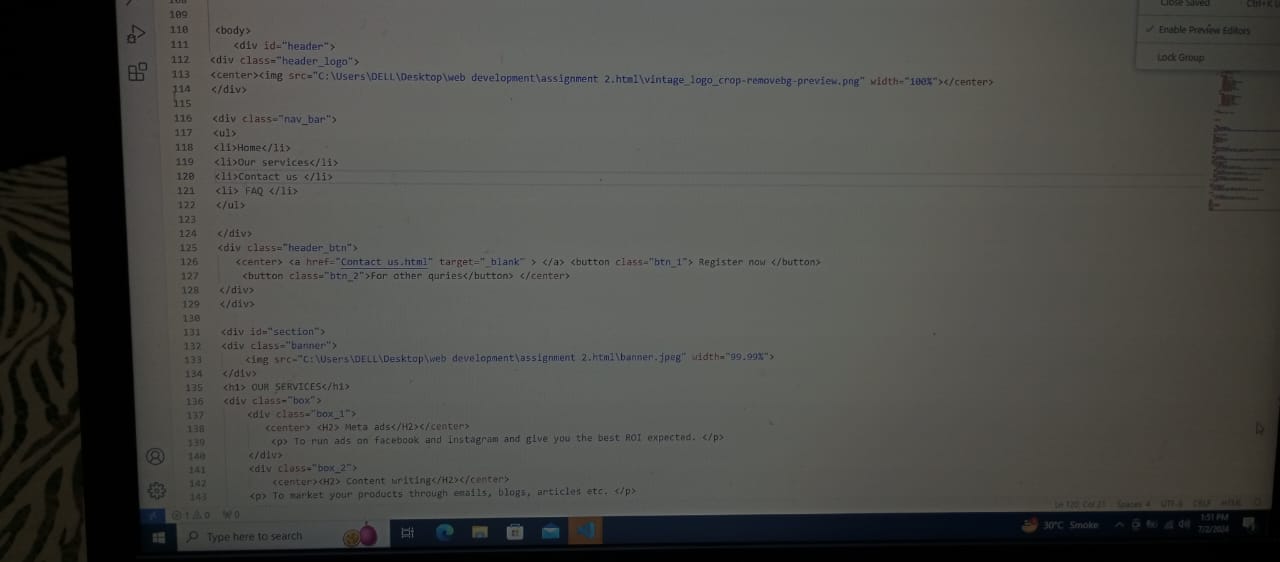 Close Saved Ctrl+K U
Enable Preview Editors
Lock Group
109
110 <body>
111 <div id="header">
112 <div class="header_logo">
113 <center><img src="C:\Users\DELL\Desktop\web development\assignment 2.html\vintage_logo_crop-removebg-preview.png" width="100%"></center>
114 </div>
115
116 <div class="nav_bar">
117 <ul>
118 <li>Home</li>
119 <li>Our services</li>
120 <li>Contact us </li>
121 <li> FAQ </li>
122 </ul>
123
124 </div>
125 <div class="header_btn">
126 <center> <a href="Contact us.html" target="_blank" > </a> <button class="btn_1"> Register now </button>
127 <button class="btn_2">For other quries</button> </center>
128 </div>
129 </div>
130
131 <div id="section">
132 <div class="banner">
133 <img src="C:\Users\DELL\Desktop\web development\assignment 2.html\banner.jpeg" width="99.99%">
134 </div>
135 <h1> OUR SERVICES</h1>
136 <div class="box">
137 <div class="box_1">
138 <center> <H2> Meta ads</H2></center>
139 <p> To run ads on facebook and instagram and give you the best ROI expected. </p>
140 </div>
141 <div class="box_2">
142 <center><H2> Content writing</H2></center>
143 <p> To market your products through emails, blogs, articles etc. </p>
1 0 0 Ln 120, Col 21 Spaces: 4 UTF-8 CRLF HTML
Type here to search 30°C Smoke 1:51 PM
7/2/2024